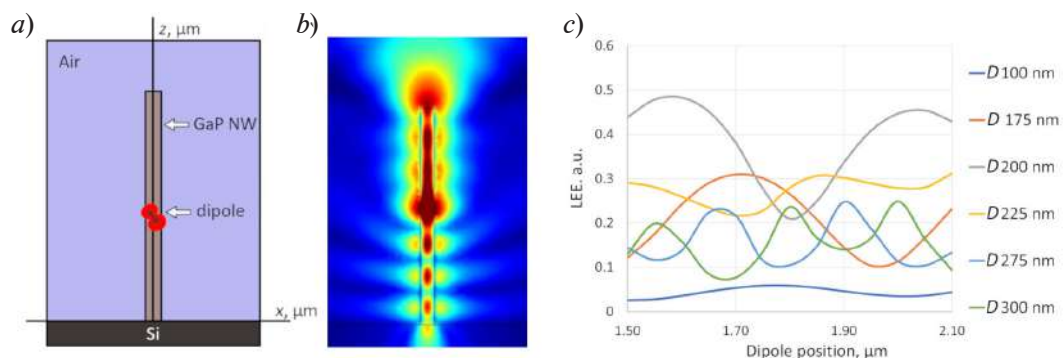 a)
z, µm
Air
GaP NW
dipole
x, µm
Si
b)
c)
LEE. a.u.
0.6
0.5
0.4
0.3
0.2
0.1
0
1.50
1.70
1.90
2.10
Dipole position, µm
D 100 nm
D 175 nm
D 200 nm
D 225 nm
D 275 nm
D 300 nm